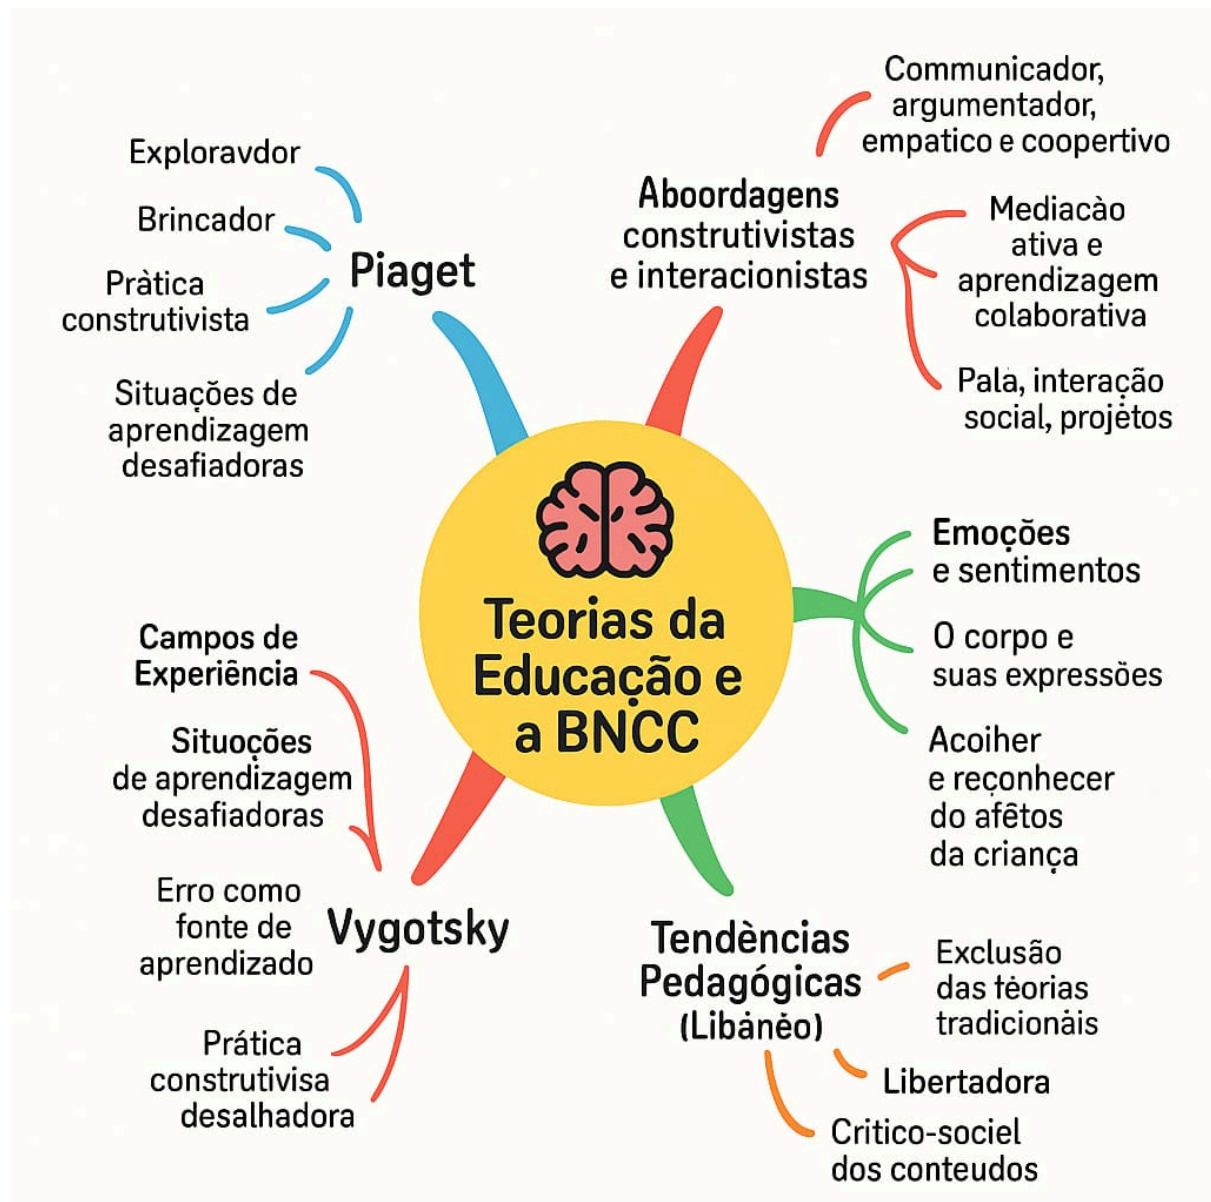 Teorias da
Educação e
a BNCC
Piaget
Exploravdor
Brincador
Pràtica
construtivista
Situações de
aprendizagem
desafiadoras
Aboordagens
construtivistas
e interacionistas
Communicador,
argumentador,
empatico e coopertivo
Mediacào
ativa e
aprendizagem
colaborativa
Pala, interação
social, projetos
Emoções
e sentimentos
O corpo e
suas expressões
Acoiher
e reconhecer
do afêtos
da criança
Campos de
Experiência
Situoções
de aprendizagem
desafiadoras
Erro como
fonte de
aprendizado
Vygotsky
Prática
construtivisa
desalhadora
Tendèncias
Pedagógicas
(Libánėo)
Exclusão
das téorias
tradicionáis
Libertadora
Critico-sociel
dos conteudos